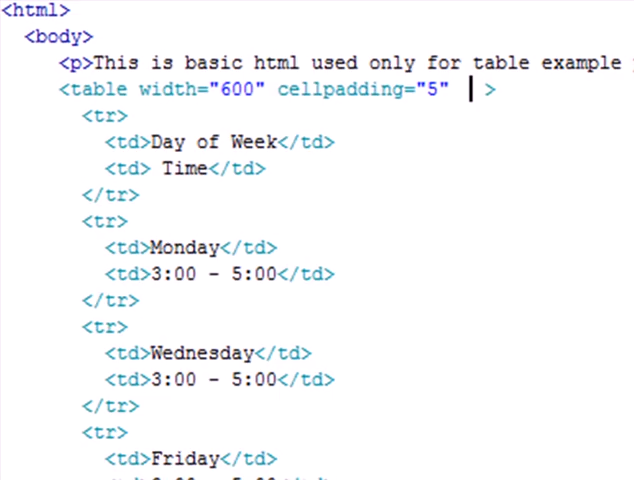 <html>
<body>
<p>This is basic html used only for table example
<table width="600" cellpadding="5" >
<tr>
<td>Day of Week</td>
<td> Time</td>
</tr>
<tr>
<td>Monday</td>
<td>3:00 - 5:00</td>
</tr>
<tr>
<td>Wednesday</td>
<td>3:00 - 5:00</td>
</tr>
<tr>
<td>Friday</td>